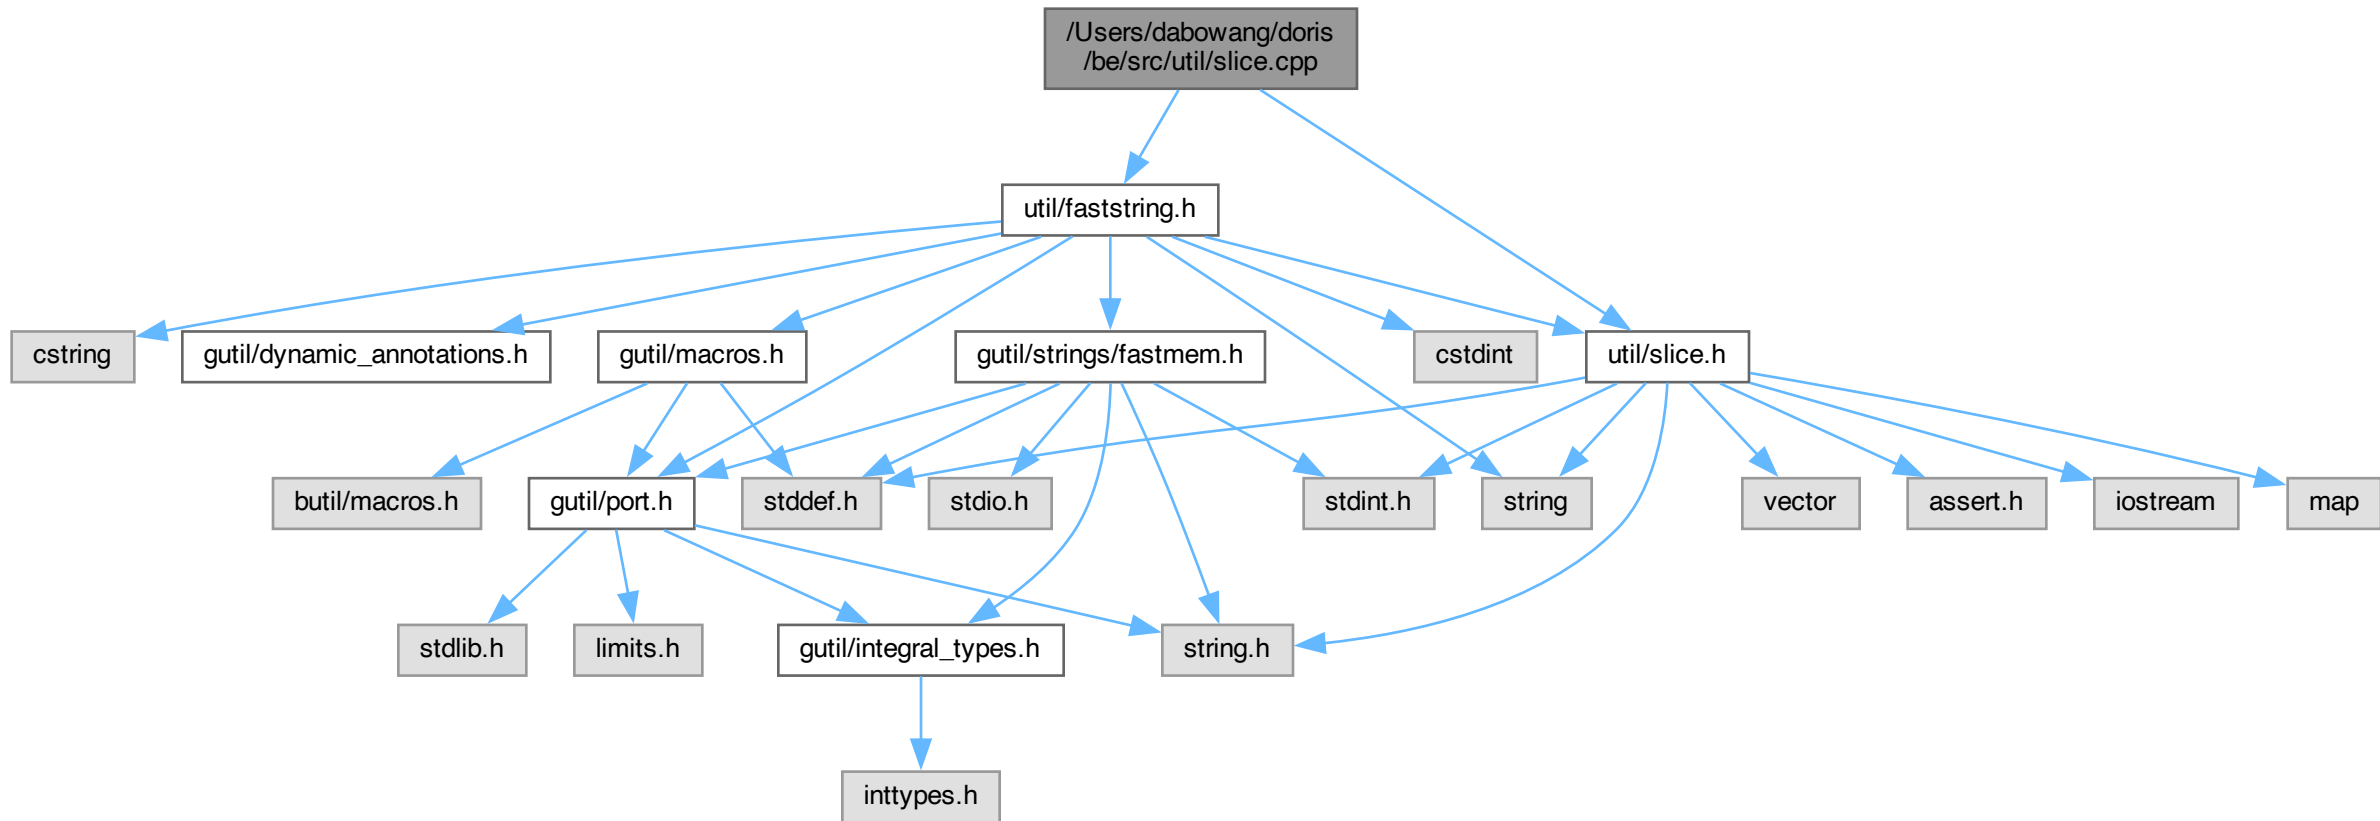 /Users/dabowang/doris
/be/src/util/slice.cpp
util/faststring.h
cstring
gutil/dynamic_annotations.h
gutil/macros.h
gutil/strings/fastmem.h
cstdint
util/slice.h
butil/macros.h
gutil/port.h
stddef.h
stdio.h
stdint.h
string
vector
assert.h
iostream
map
stdlib.h
limits.h
gutil/integral_types.h
string.h
inttypes.h